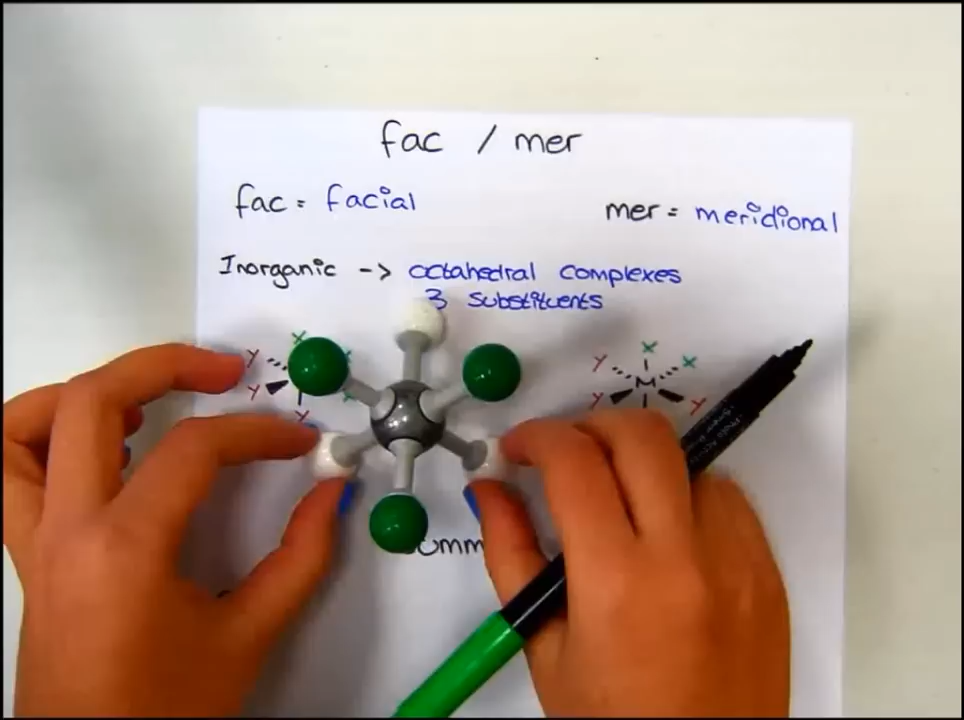 fac / mer
fac = facial
mer = meridional
Inorganic -> octahedral complexes
3 substituents
X
Y
Y
Y
X
Y X
M
Y
Y